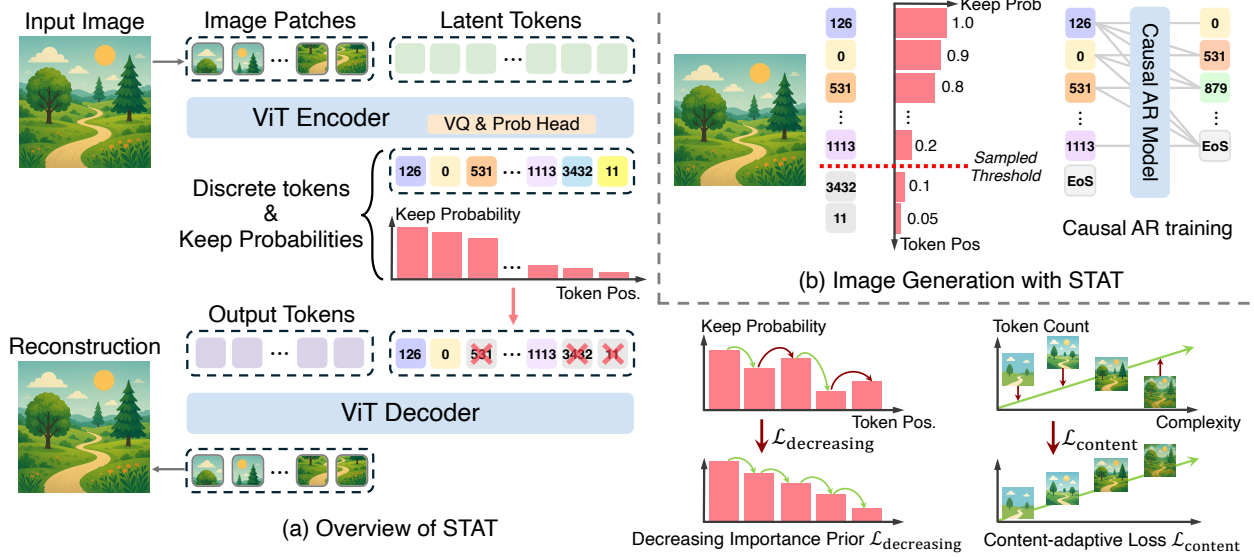 Input Image
Image Patches
Latent Tokens
...
...
ViT Encoder
VQ & Prob Head
Discrete tokens
&
Keep Probabilities
126 0 531 ... 1113 3432 11
Keep Probability
...
Token Pos.
Output Tokens
...
Reconstruction
126 0 531 ... 1113 3432 11
ViT Decoder
...
(a) Overview of STAT
Keep Prob
126
0
531
...
1113
3432
11
1.0
0.9
0.8
...
0.2
0.1
0.05
Sampled
Threshold
Token Pos
126
0
531
...
1113
EoS
Causal AR Model
0
531
879
...
EoS
Causal AR training
(b) Image Generation with STAT
Keep Probability
Token Pos.
ℒdecreasing
Decreasing Importance Prior ℒdecreasing
Token Count
Complexity
ℒcontent
Content-adaptive Loss ℒcontent